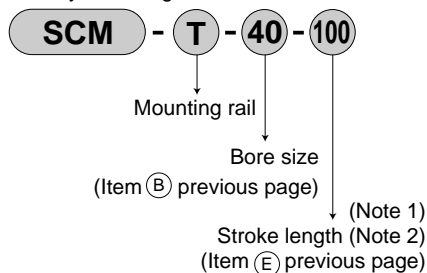 SCM - T - 40 - 100
Mounting rail
Bore size
(Item B previous page)
(Note 1)
Stroke length (Note 2)
(Item E previous page)